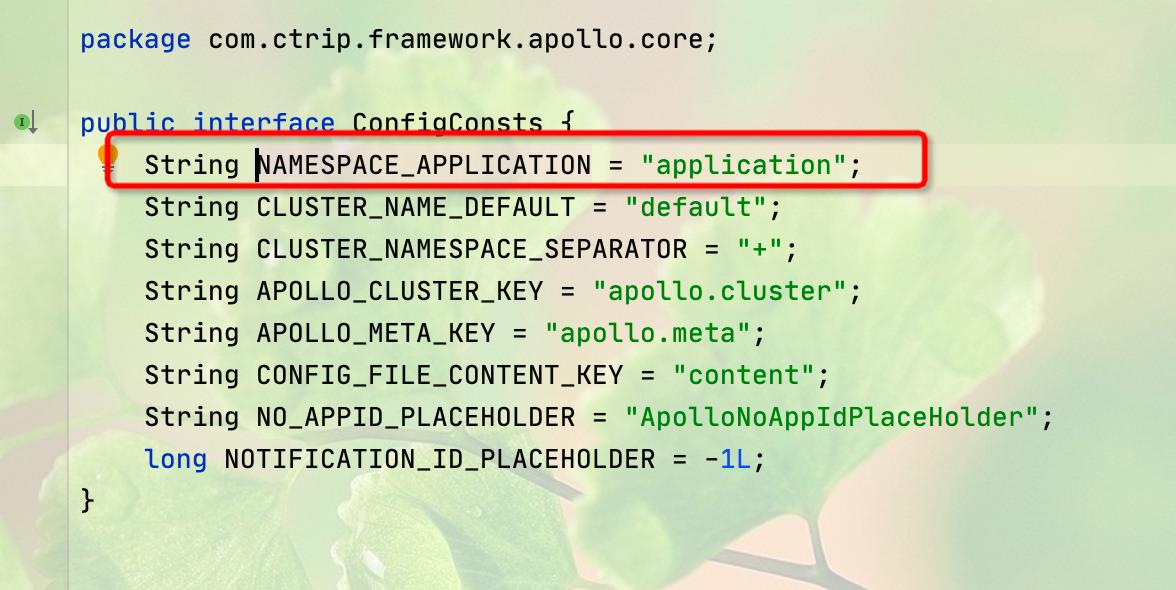 package com.ctrip.framework.apollo.core;
public interface ConfigConsts {
String NAMESPACE_APPLICATION = "application";
String CLUSTER_NAME_DEFAULT = "default";
String CLUSTER_NAMESPACE_SEPARATOR = "+";
String APOLLO_CLUSTER_KEY = "apollo.cluster";
String APOLLO_META_KEY = "apollo.meta";
String CONFIG_FILE_CONTENT_KEY = "content";
String NO_APPID_PLACEHOLDER = "ApolloNoAppIdPlaceHolder";
long NOTIFICATION_ID_PLACEHOLDER = -1L;
}